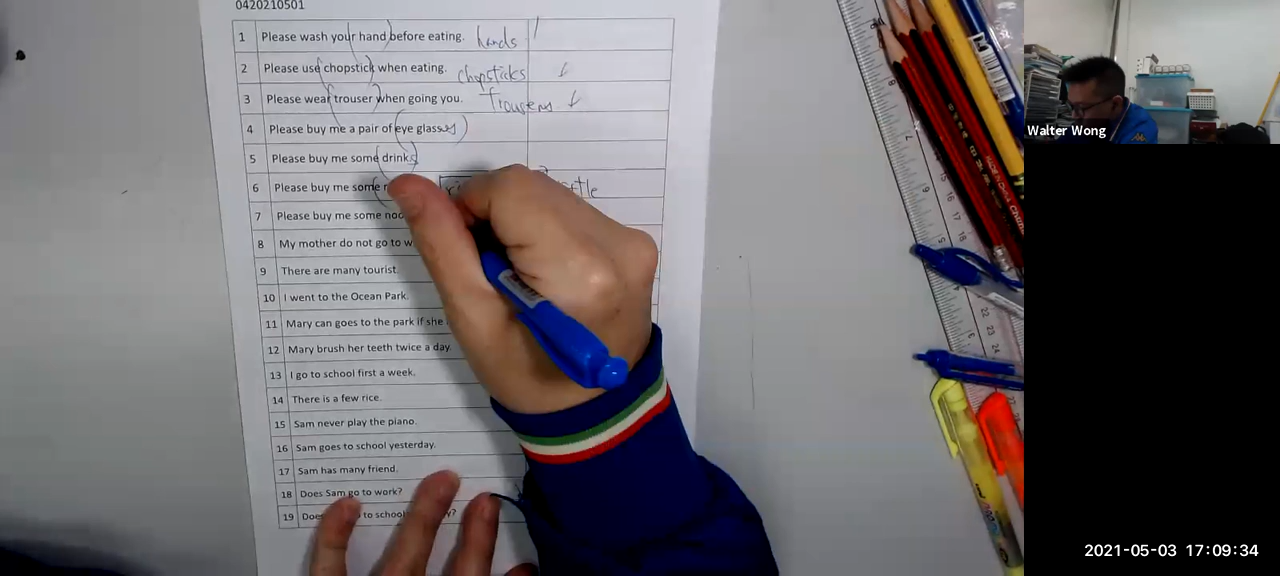 0420210501
1 Please wash your hand before eating. hands
2 Please use chopstick when eating. chopsticks
3 Please wear trouser when going you. Trousers
4 Please buy me a pair of eye glasses
5 Please buy me some drinks
6 Please buy me some
7 Please buy me some noo
8 My mother do not go to w
9 There are many tourist.
10 I went to the Ocean Park.
11 Mary can goes to the park if she
12 Mary brush her teeth twice a day.
13 I go to school first a week.
14 There is a few rice.
15 Sam never play the piano.
16 Sam goes to school yesterday.
17 Sam has many friend.
18 Does Sam go to work?
19 to school
Walter Wong
2021-05-03 17:09:34